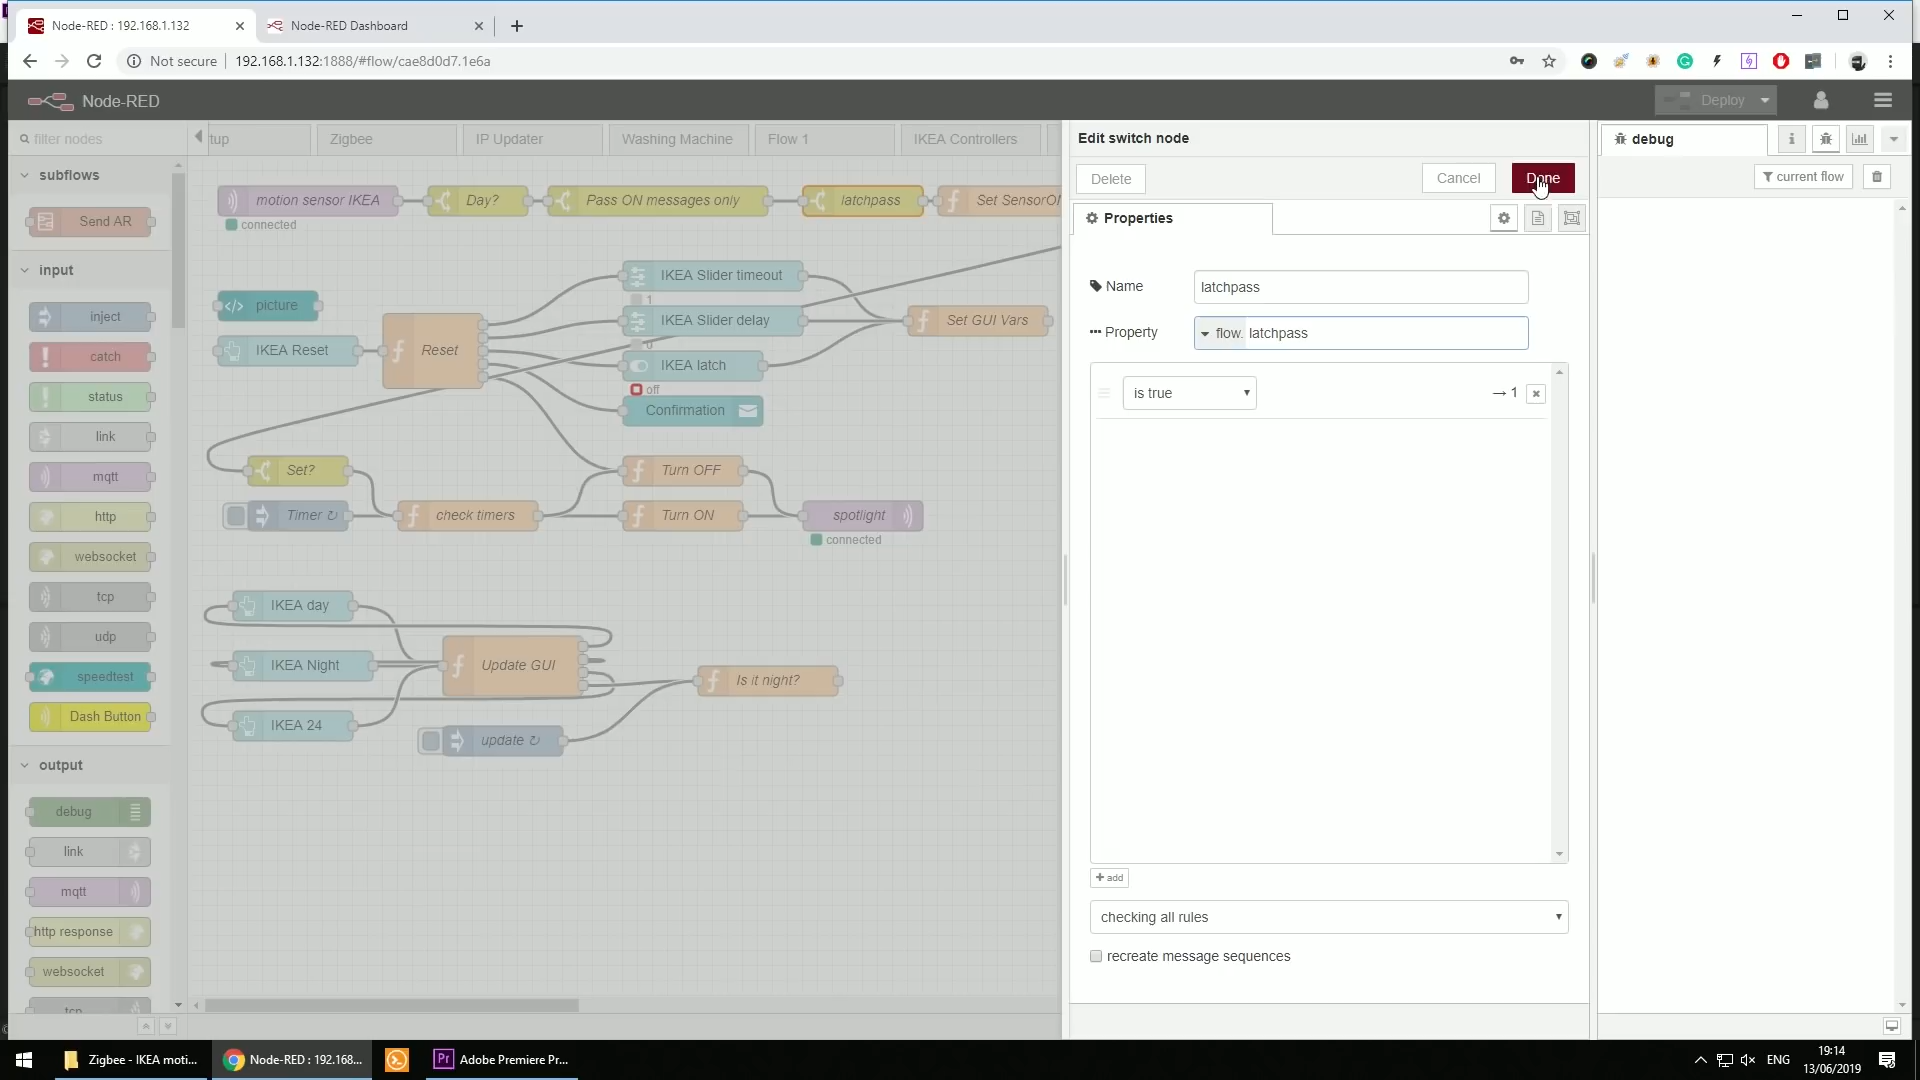 Node-RED : 192.168.1.132
Node-RED Dashboard
Not secure
192.168.1.132:1888/#flow/cae8d0d7.1e6a
Node-RED
Deploy
filter nodes
tup
Zigbee
IP Updater
Washing Machine
Flow 1
IKEA Controllers
Edit switch node
debug
Delete
Cancel
Done
current flow
subflows
Send AR
input
inject
catch
status
link
mqtt
http
websocket
tcp
udp
speedtest
Dash Button
output
debug
link
mqtt
http response
websocket
tcp
motion sensor IKEA
connected
Day?
Pass ON messages only
latchpass
Set SensorON
picture
IKEA Reset
Reset
IKEA Slider timeout
1
IKEA Slider delay
0
IKEA latch
off
Confirmation
Set GUI Vars
Set?
Timer ↻
check timers
Turn OFF
Turn ON
spotlight
connected
IKEA day
IKEA Night
IKEA 24
Update GUI
update ↻
Is it night?
Properties
Name
latchpass
Property
flow. latchpass
is true
→ 1
+ add
checking all rules
recreate message sequences
Zigbee - IKEA moti...
Node-RED : 192.168...
Pr
Adobe Premiere Pr...
ENG
19:14
13/06/2019